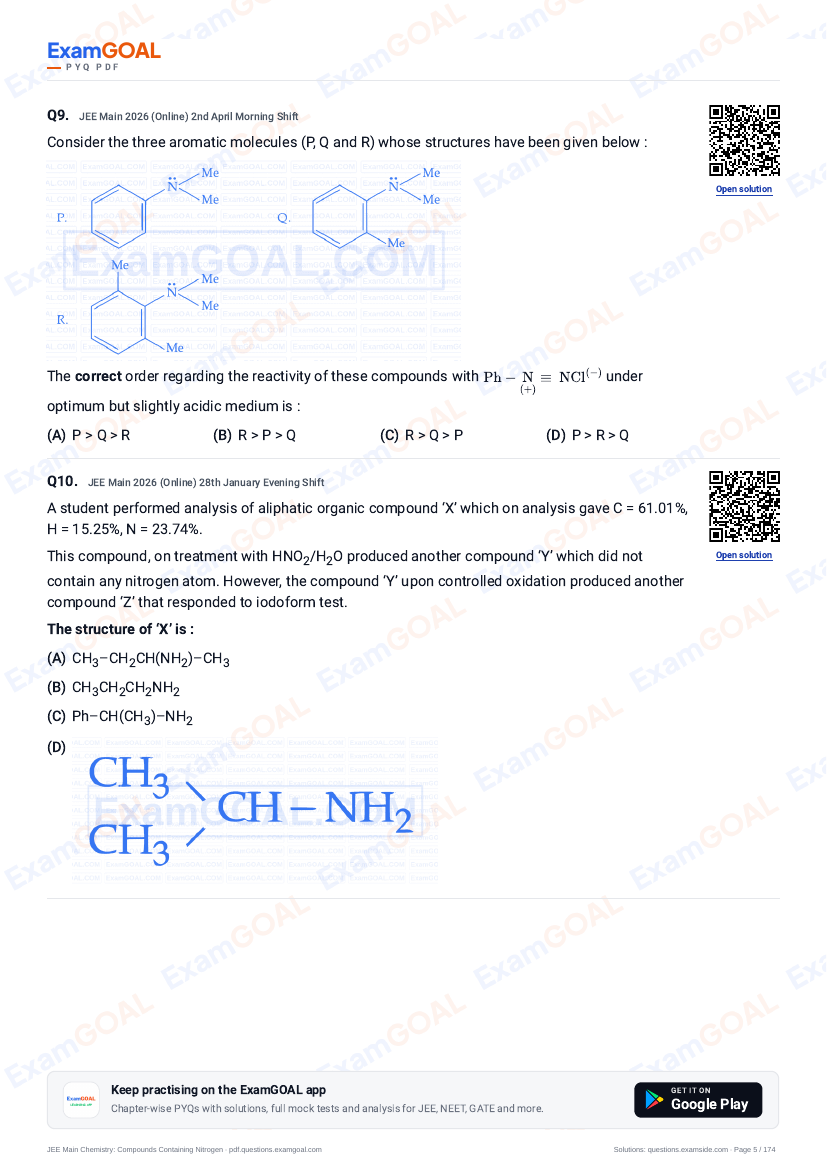 ExamGOAL
PYQ PDF
Q9. JEE Main 2026 (Online) 2nd April Morning Shift
Consider the three aromatic molecules (P, Q and R) whose structures have been given below :
Open solution
P. N̈ Me Me Q. N̈ Me Me Me
R. Me N̈ Me Me Me
ExamGOAL.COM
The correct order regarding the reactivity of these compounds with Ph − N(+) ≡ NCl(−) under
optimum but slightly acidic medium is :
(A) P > Q > R (B) R > P > Q (C) R > Q > P (D) P > R > Q
Q10. JEE Main 2026 (Online) 28th January Evening Shift
A student performed analysis of aliphatic organic compound ‘X’ which on analysis gave C = 61.01%,
H = 15.25%, N = 23.74%.
Open solution
This compound, on treatment with HNO₂/H₂O produced another compound ‘Y’ which did not
contain any nitrogen atom. However, the compound ‘Y’ upon controlled oxidation produced another
compound ‘Z’ that responded to iodoform test.
The structure of ‘X’ is :
(A) CH₃−CH₂CH(NH₂)−CH₃
(B) CH₃CH₂CH₂NH₂
(C) Ph−CH(CH₃)−NH₂
(D)
CH₃
CH − NH₂
CH₃
ExamGOAL.COM
Keep practising on the ExamGOAL app
Chapter-wise PYQs with solutions, full mock tests and analysis for JEE, NEET, GATE and more.
GET IT ON
Google Play
JEE Main Chemistry: Compounds Containing Nitrogen · pdf.questions.examgoal.com
Solutions: questions.examside.com · Page 5 / 174